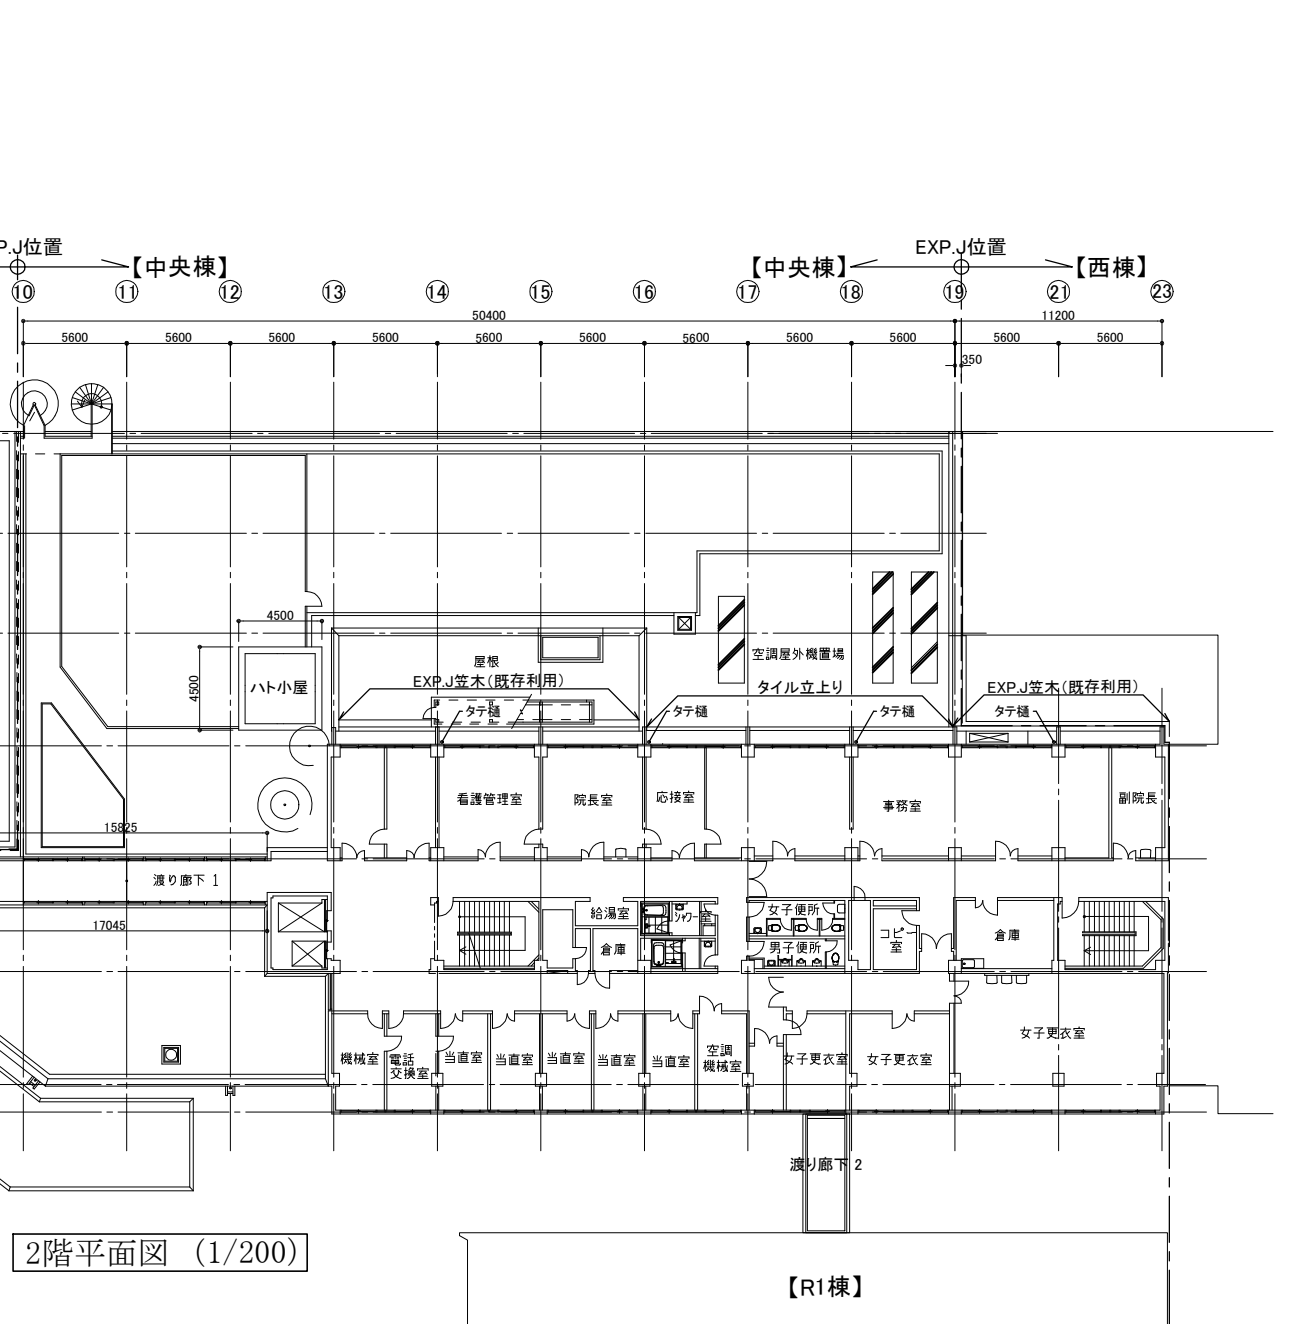 P.J位置
EXP.J位置
【中央棟】
【中央棟】
【西棟】
10 11 12 13 14 15 16 17 18 19 21 23
50400
11200
5600 5600 5600 5600 5600 5600 5600 5600 5600 5600 5600
350
4500
4500
ハト小屋
屋根
EXP.J笠木(既存利用)
タテ樋
空調屋外機置場
タイル立上り
タテ樋
タテ樋
EXP.J笠木(既存利用)
タテ樋
看護管理室
院長室
応接室
事務室
副院長
15825
渡り廊下 1
17045
給湯室
倉庫
シャワー室
女子便所
男子便所
コピー
室
倉庫
機械室
電話
交換室
当直室
当直室
当直室
当直室
当直室
空調
機械室
女子更衣室
女子更衣室
女子更衣室
渡り廊下 2
2階平面図 (1/200)
【R1棟】